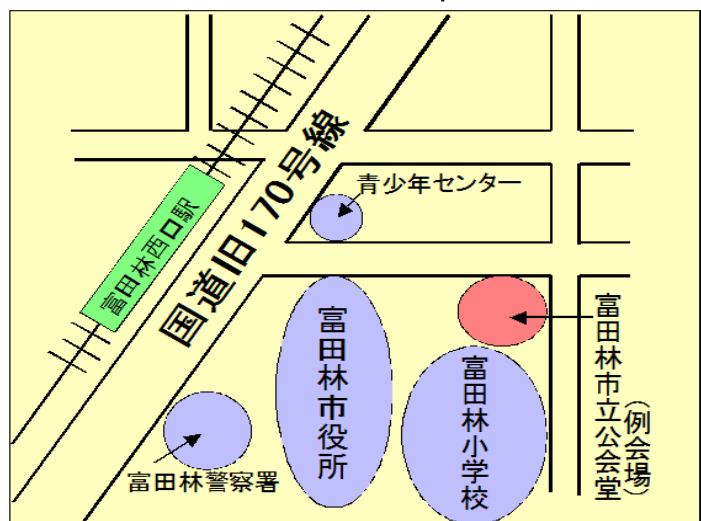 国道旧170号線
青少年センター
富田林西口駅
富田林市役所
富田林小学校
富田林市立公会堂
(例会場)
富田林警察署